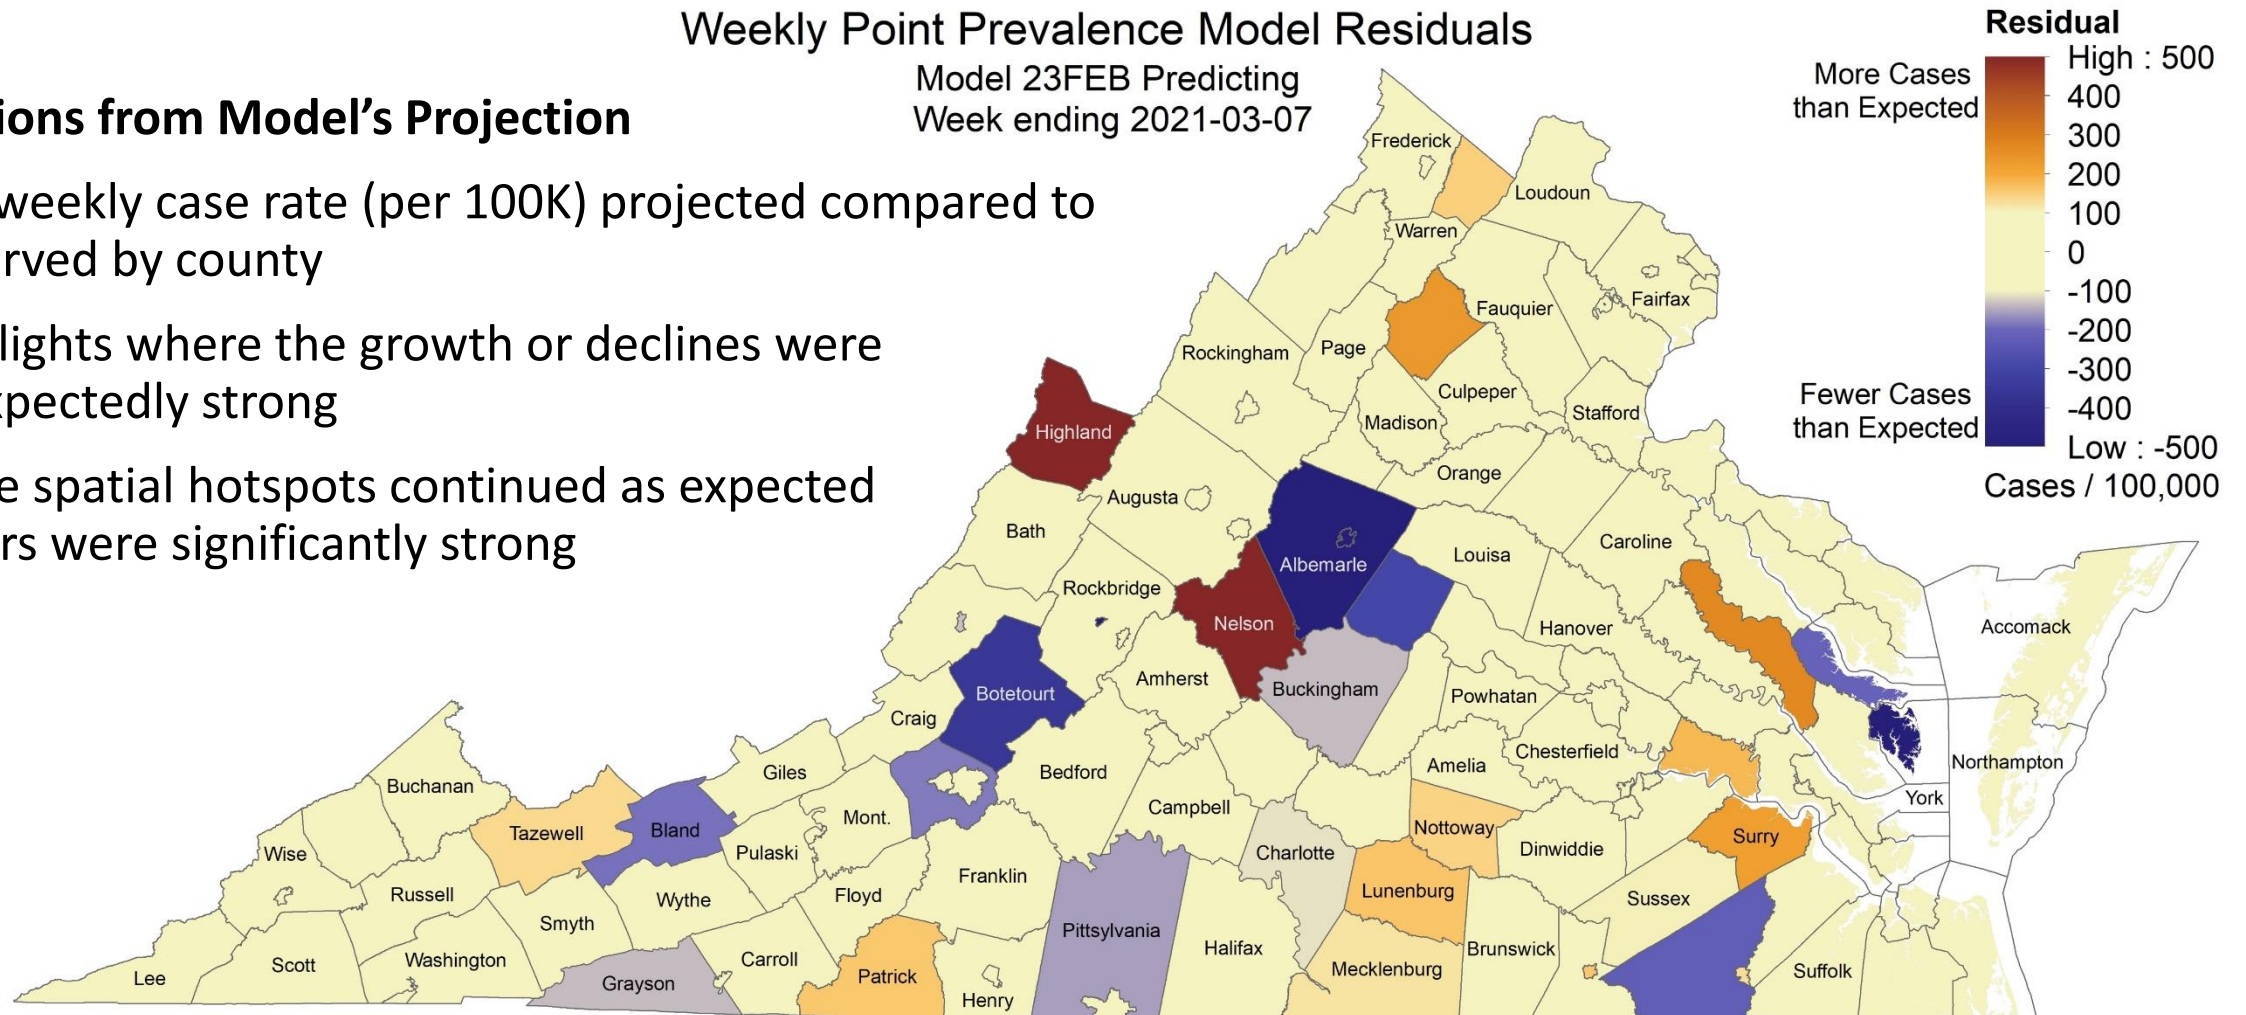 Weekly Point Prevalence Model Residuals
Model 23FEB Predicting
Week ending 2021-03-07
ions from Model’s Projection
weekly case rate (per 100K) projected compared to
rved by county
lights where the growth or declines were
xpectedly strong
e spatial hotspots continued as expected
rs were significantly strong
Residual
More Cases
than Expected
High : 500
400
300
200
100
0
-100
-200
-300
-400
Low : -500
Fewer Cases
than Expected
Cases / 100,000
Frederick
Loudoun
Warren
Fauquier
Fairfax
Rockingham
Page
Culpeper
Stafford
Madison
Highland
Orange
Augusta
Bath
Albemarle
Louisa
Caroline
Rockbridge
Nelson
Hanover
Accomack
Botetourt
Amherst
Buckingham
Powhatan
Craig
Chesterfield
Northampton
Buchanan
Giles
Bedford
Amelia
York
Campbell
Tazewell
Bland
Mont.
Nottoway
Surry
Wise
Pulaski
Charlotte
Dinwiddie
Russell
Wythe
Floyd
Franklin
Lunenburg
Sussex
Smyth
Pittsylvania
Halifax
Brunswick
Lee
Scott
Washington
Grayson
Carroll
Patrick
Henry
Mecklenburg
Suffolk